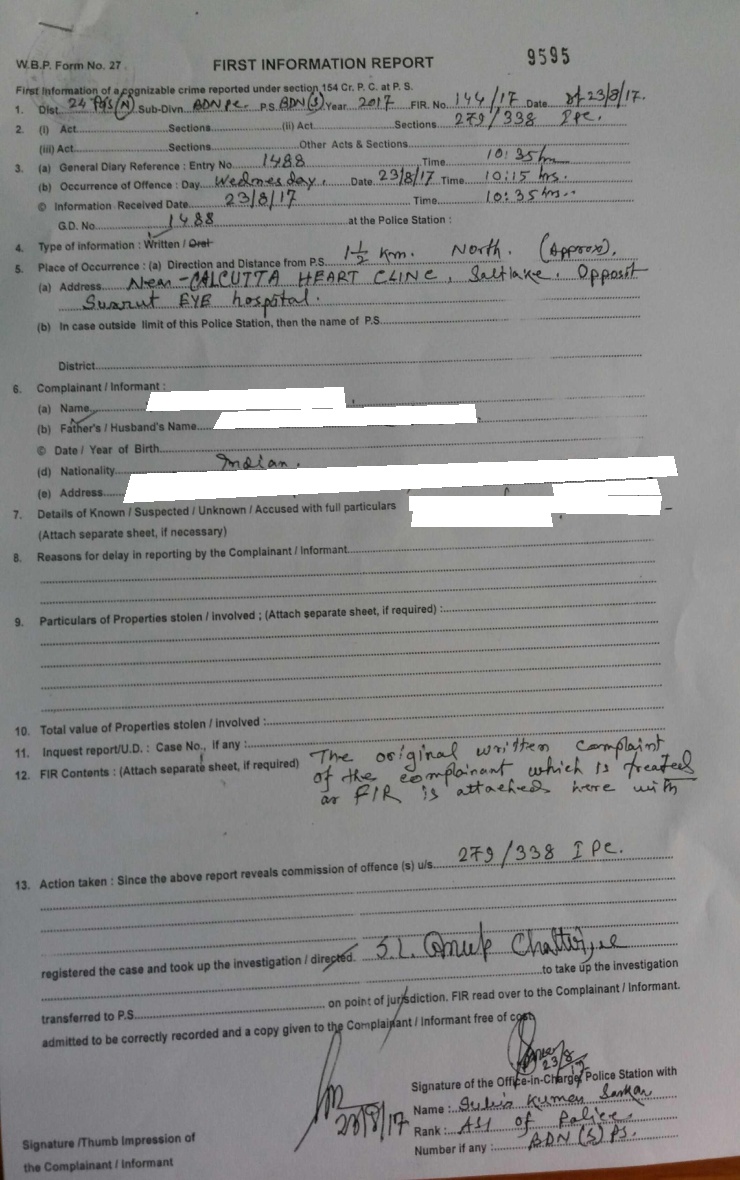 9595
W.B.P. Form No. 27 FIRST INFORMATION REPORT
First Information of a cognizable crime reported under section 154 Cr. P. C. at P. S.
1. Dist. 24 Pgs (N) Sub-Divn. BDN P.S. BDN (S) Year 2017 FIR. No. 144/17 Date 23/8/17.
2. (i) Act Sections (ii) Act Sections 279/338 IPC.
(iii) Act Sections Other Acts & Sections
3. (a) General Diary Reference : Entry No. 1488 Time 10:35 hrs
(b) Occurrence of Offence : Day Wednesday. Date 23/8/17 Time 10:15 hrs.
© Information Received Date 23/8/17 Time 10:35 hrs..
G.D. No. 1488 at the Police Station :
4. Type of information : Written / Oral
5. Place of Occurrence : (a) Direction and Distance from P.S. 1½ Km. North. (Approx).
(a) Address Near - CALCUTTA HEART CLINC, Saltlake. Opposit
EYE hospital.
(b) In case outside limit of this Police Station, then the name of P.S.
District
6. Complainant / Informant :
(a) Name
(b) Father's / Husband's Name
© Date / Year of Birth
(d) Nationality Indian.
(e) Address
7. Details of Known / Suspected / Unknown / Accused with full particulars
(Attach separate sheet, if necessary)
8. Reasons for delay in reporting by the Complainant / Informant
9. Particulars of Properties stolen / involved ; (Attach separate sheet, if required) :
10. Total value of Properties stolen / involved :
11. Inquest report/U.D. : Case No., if any :
12. FIR Contents : (Attach separate sheet, if required) The original written complaint
of the complainant which is treated
as FIR is attached here with
13. Action taken : Since the above report reveals commission of offence (s) u/s. 279/338 IPC.
registered the case and took up the investigation / directed. S.I. Anup Chatterjee
to take up the investigation
transferred to P.S. on point of jurisdiction. FIR read over to the Complainant / Informant.
admitted to be correctly recorded and a copy given to the Complainant / Informant free of cost
23/8/17
Signature of the Office-in-Charge Police Station with
23/8/17
Name : Kumar Sarkar
Rank : ASI of Police.
Number if any : BDN (S) PS.
Signature /Thumb Impression of
the Complainant / Informant